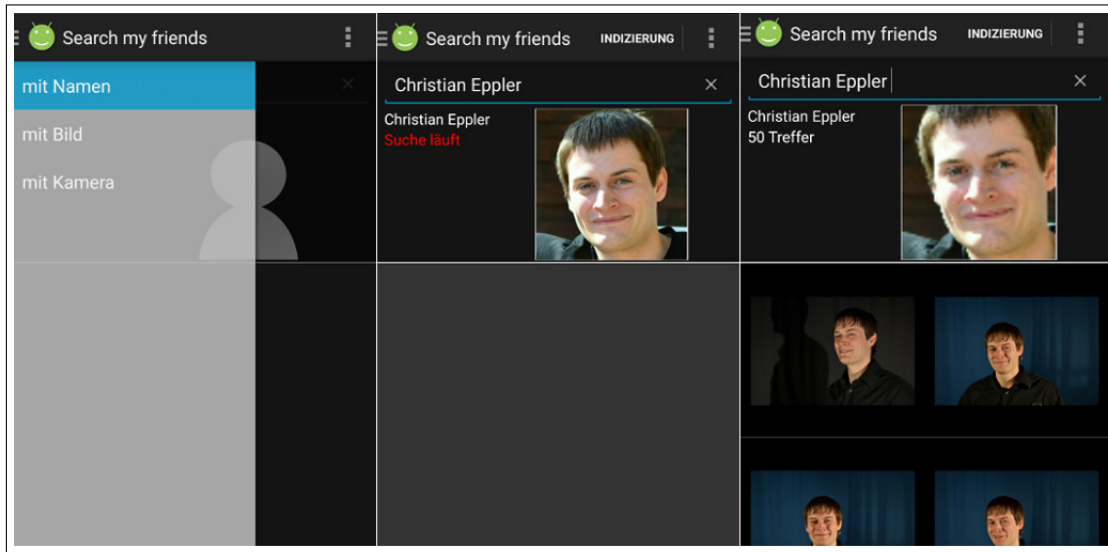 Search my friends
mit Namen
mit Bild
mit Kamera
Search my friends INDIZIERUNG
Christian Eppler
Christian Eppler
Suche läuft
Search my friends INDIZIERUNG
Christian Eppler
Christian Eppler
50 Treffer